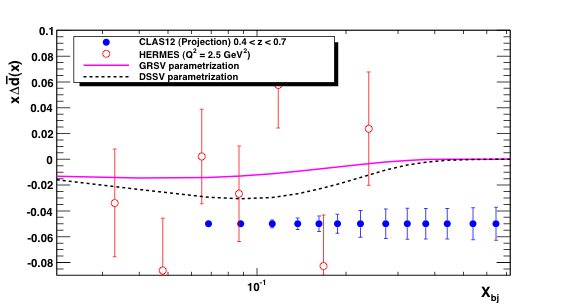 0.1
CLAS12 (Projection) 0.4 < z < 0.7
HERMES (Q² = 2.5 GeV²)
GRSV parametrization
DSSV parametrization
0.08
0.06
0.04
0.02
0
-0.02
-0.04
-0.06
-0.08
xΔd̄(x)
10⁻¹
X_bj